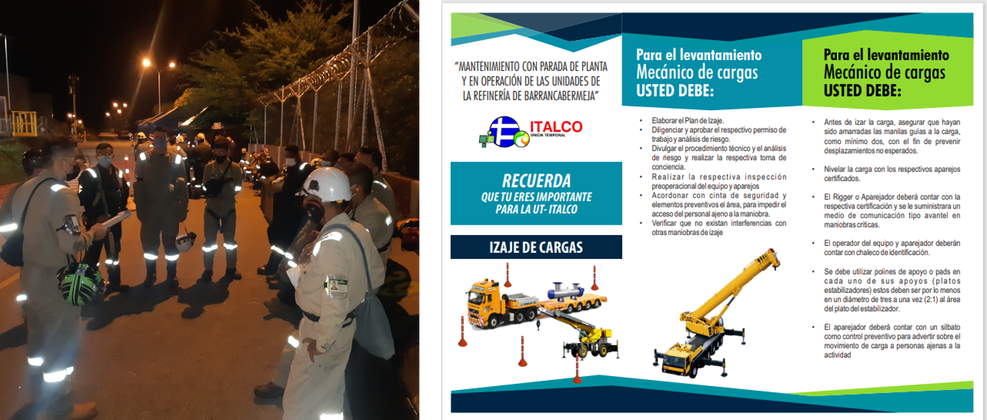 “MANTENIMIENTO CON PARADA DE PLANTA
Y EN OPERACIÓN DE LAS UNIDADES DE
LA REFINERÍA DE BARRANCABERMEJA”
ITALCO
UNION TEMPORAL
RECUERDA
QUE TU ERES IMPORTANTE
PARA LA UT- ITALCO
IZAJE DE CARGAS
Para el levantamiento
Mecánico de cargas
USTED DEBE:
• Elaborar el Plan de Izaje.
• Diligenciar y aprobar el respectivo permiso de
trabajo y análisis de riesgo.
• Divulgar el procedimiento técnico y el análisis
de riesgo y realizar la respectiva toma de
conciencia.
• Realizar la respectiva inspección
preoperacional del equipo y aparejos
• Acordonar con cinta de seguridad y
elementos preventivos el área, para impedir el
acceso del personal ajeno a la maniobra.
• Verificar que no existan interferencias con
otras maniobras de izaje
Para el levantamiento
Mecánico de cargas
USTED DEBE:
• Antes de izar la carga, asegurar que hayan
sido amarradas las manilas guías a la carga,
como mínimo dos, con el fin de prevenir
desplazamientos no esperados.
• Nivelar la carga con los respectivos aparejos
certificados.
• El Rigger o Aparejador deberá contar con la
respectiva certificación y se le suministrara un
medio de comunicación tipo avantel en
maniobras criticas.
• El operador del equipo y aparejador deberán
contar con chaleco de identificación.
• Se debe utilizar polines de apoyo o pads en
cada uno de sus apoyos (platos
estabilizadores) estos deben ser por lo menos
en un diámetro de tres a una vez (2:1) al área
del plato del estabilizador.
• El aparejador deberá contar con un silbato
como control preventivo para advertir sobre el
movimiento de carga a personas ajenas a la
actividad